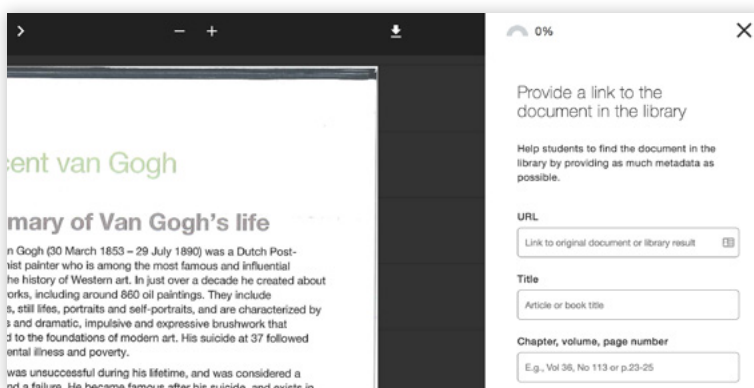 0%
cent van Gogh
mary of Van Gogh's life
n Gogh (30 March 1853 – 29 July 1890) was a Dutch Post-
nist painter who is among the most famous and influential
he history of Western art. In just over a decade he created about
orks, including around 860 oil paintings. They include
s, still lifes, portraits and self-portraits, and are characterized by
s and dramatic, impulsive and expressive brushwork that
d to the foundations of modern art. His suicide at 37 followed
ental illness and poverty.
was unsuccessful during his lifetime, and was considered a
nd a failure. He became famous after his suicide, and exists in
Provide a link to the
document in the library
Help students to find the document in the
library by providing as much metadata as
possible.
URL
Link to original document or library result
Title
Article or book title
Chapter, volume, page number
E.g., Vol 36, No 113 or p.23-25